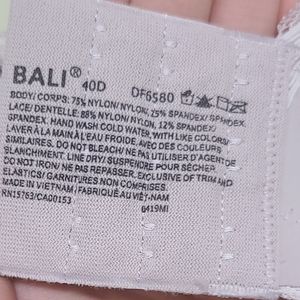 BALI® 40D DF6580
BODY/ CORPS: 75% NYLON/ NYLON, 25% SPANDEX/ SPANDEX.
LACE/ DENTELLE: 88% NYLON/ NYLON, 12% SPANDEX/
SPANDEX. HAND WASH COLD WATER, WITH LIKE COLORS/
LAVER À LA MAIN À L'EAU FROIDE, AVEC DES COULEURS
SIMILAIRES. DO NOT BLEACH/ NE PAS UTILISER D'AGENT DE
BLANCHIMENT. LINE DRY/ SUSPENDRE POUR SÉCHER.
DO NOT IRON/ NE PAS REPASSER. EXCLUSIVE OF TRIM AND
ELASTICS/ GARNITURES NON COMPRISES.
MADE IN VIETNAM/ FABRIQUÉ AU VIÊT-NAM
RN15763/CA00153 0419MI